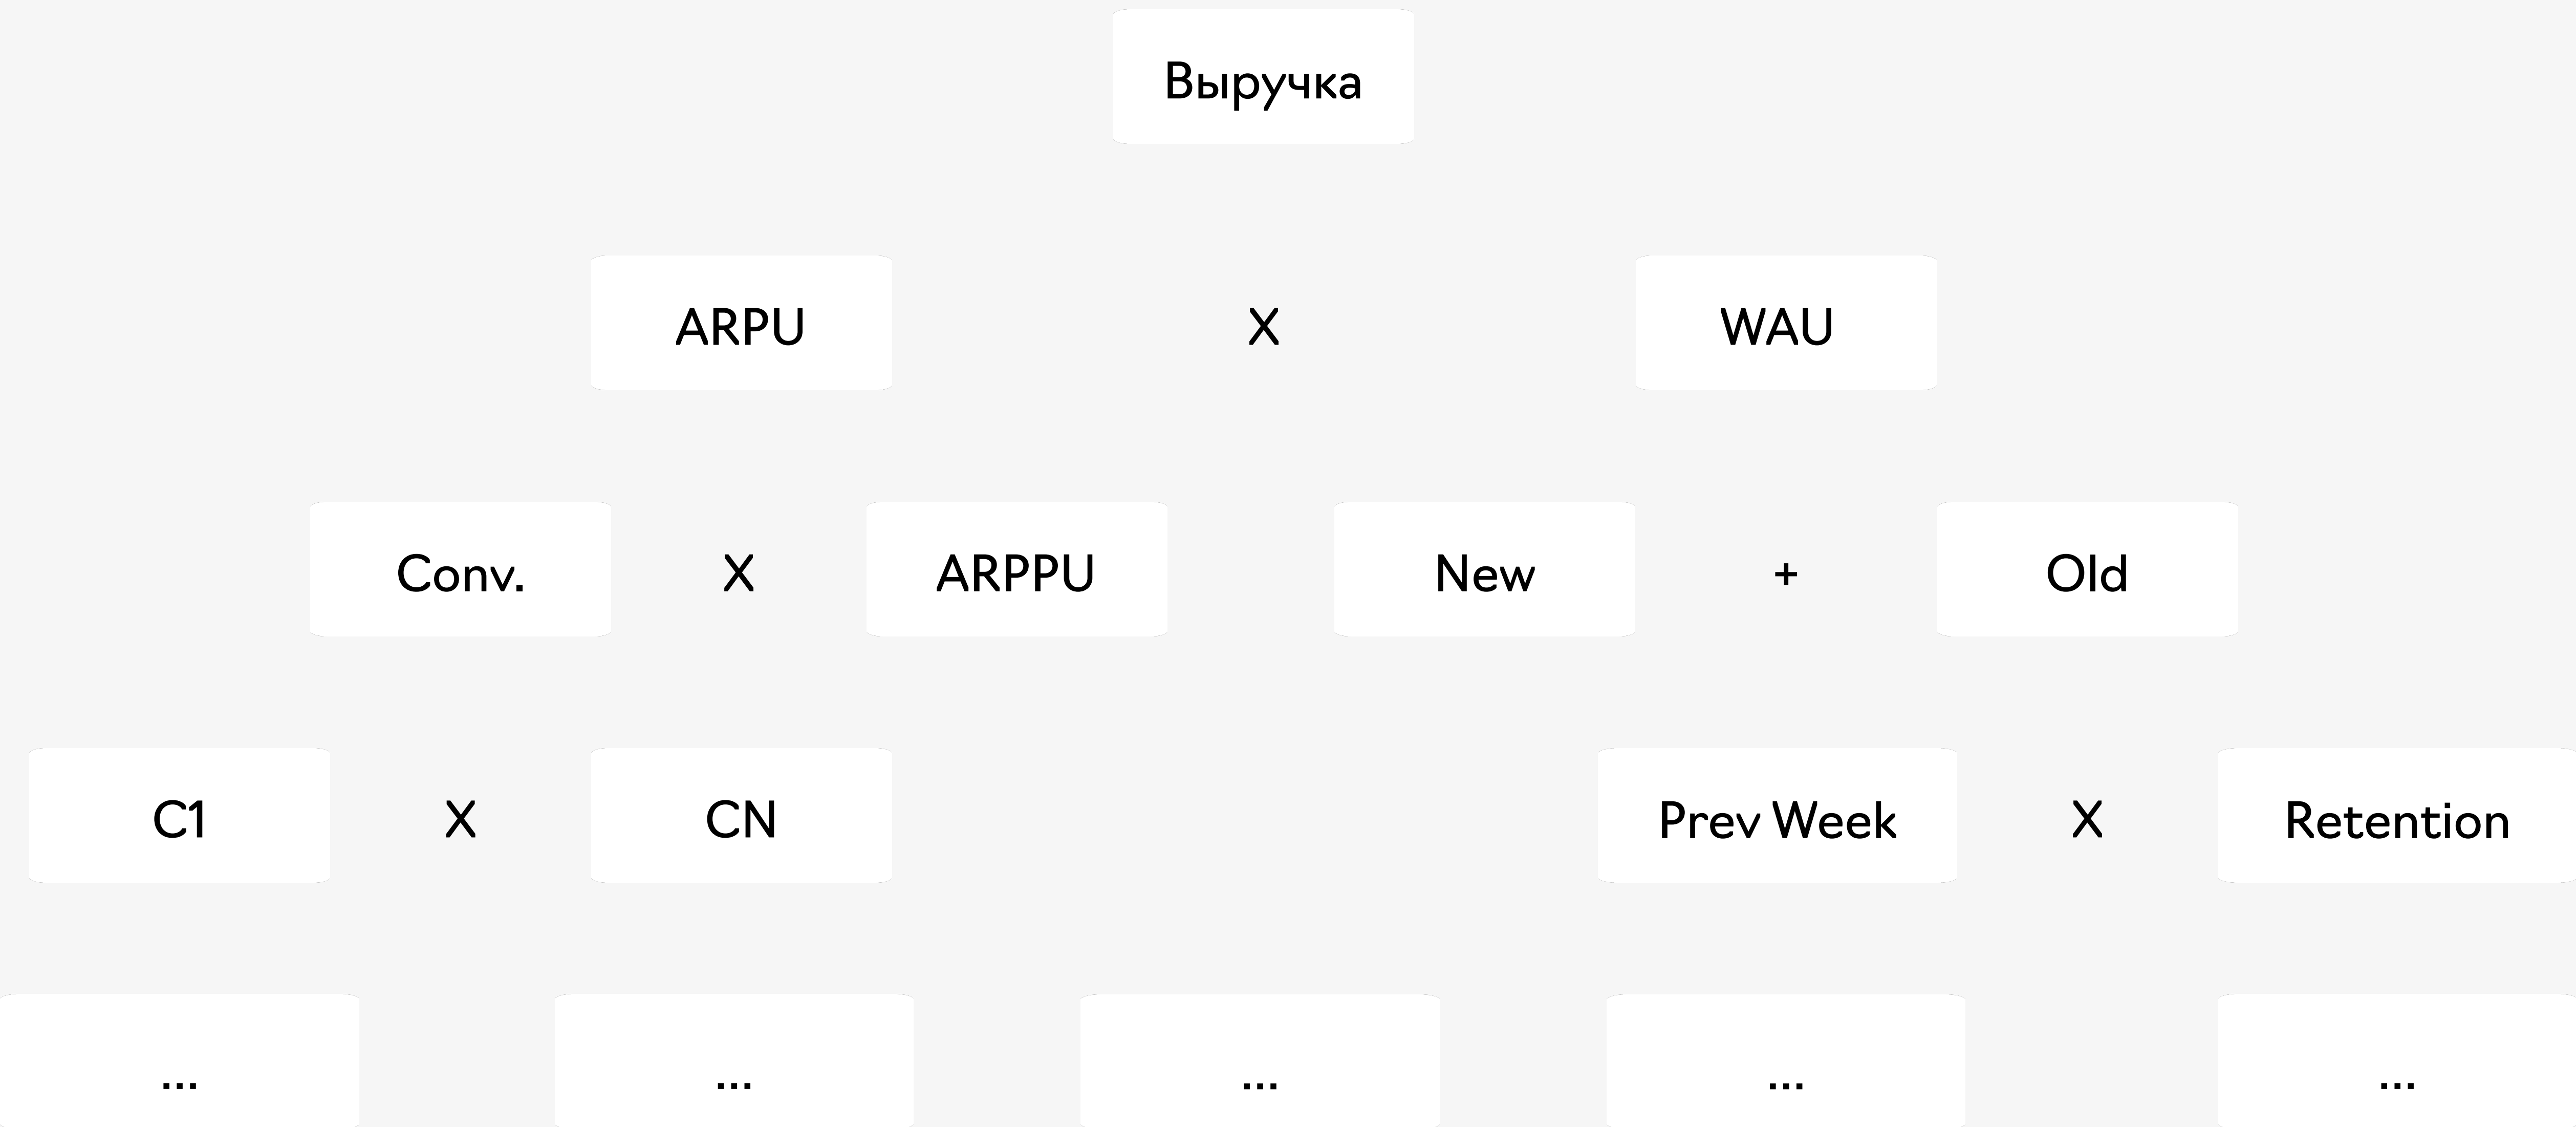 Выручка
ARPU X WAU
Conv. X ARPPU New + Old
C1 X CN Prev Week X Retention
... ... ... ... ...